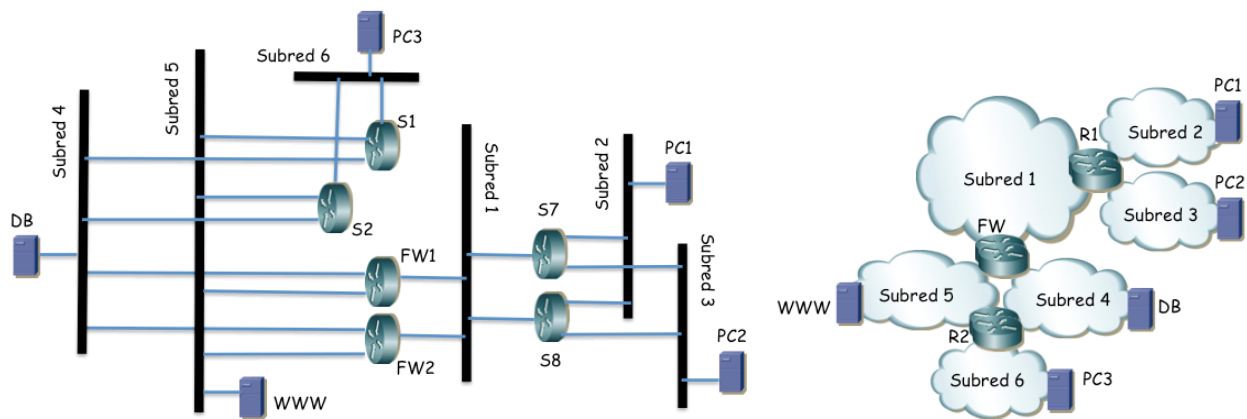 PC3
Subred 6
Subred 5
Subred 4
S1
Subred 1
Subred 2
PC1
S7
DB
S2
FW1
Subred 3
S8
FW2
PC2
WWW
PC1
R1
Subred 2
Subred 1
PC2
Subred 3
FW
Subred 5
Subred 4
WWW
DB
R2
Subred 6
PC3